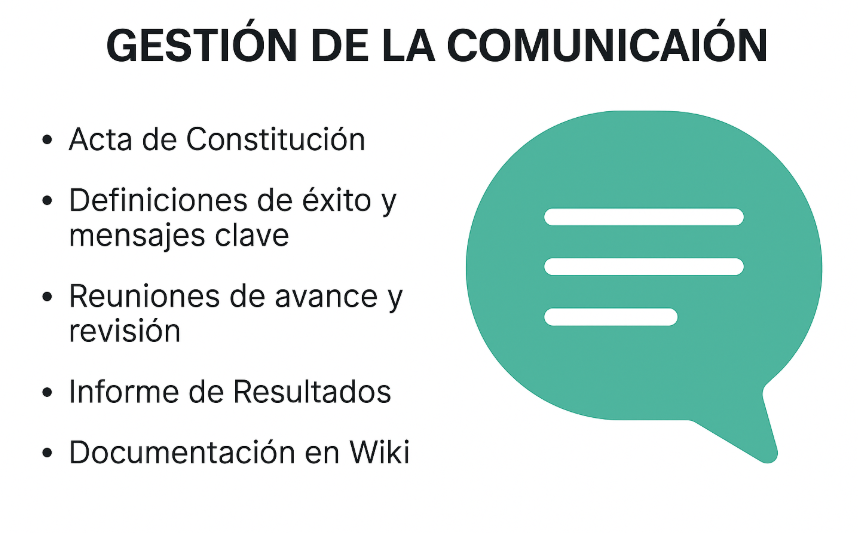 GESTIÓN DE LA COMUNICAIÓN
• Acta de Constitución
• Definiciones de éxito y
mensajes clave
• Reuniones de avance y
revisión
• Informe de Resultados
• Documentación en Wiki